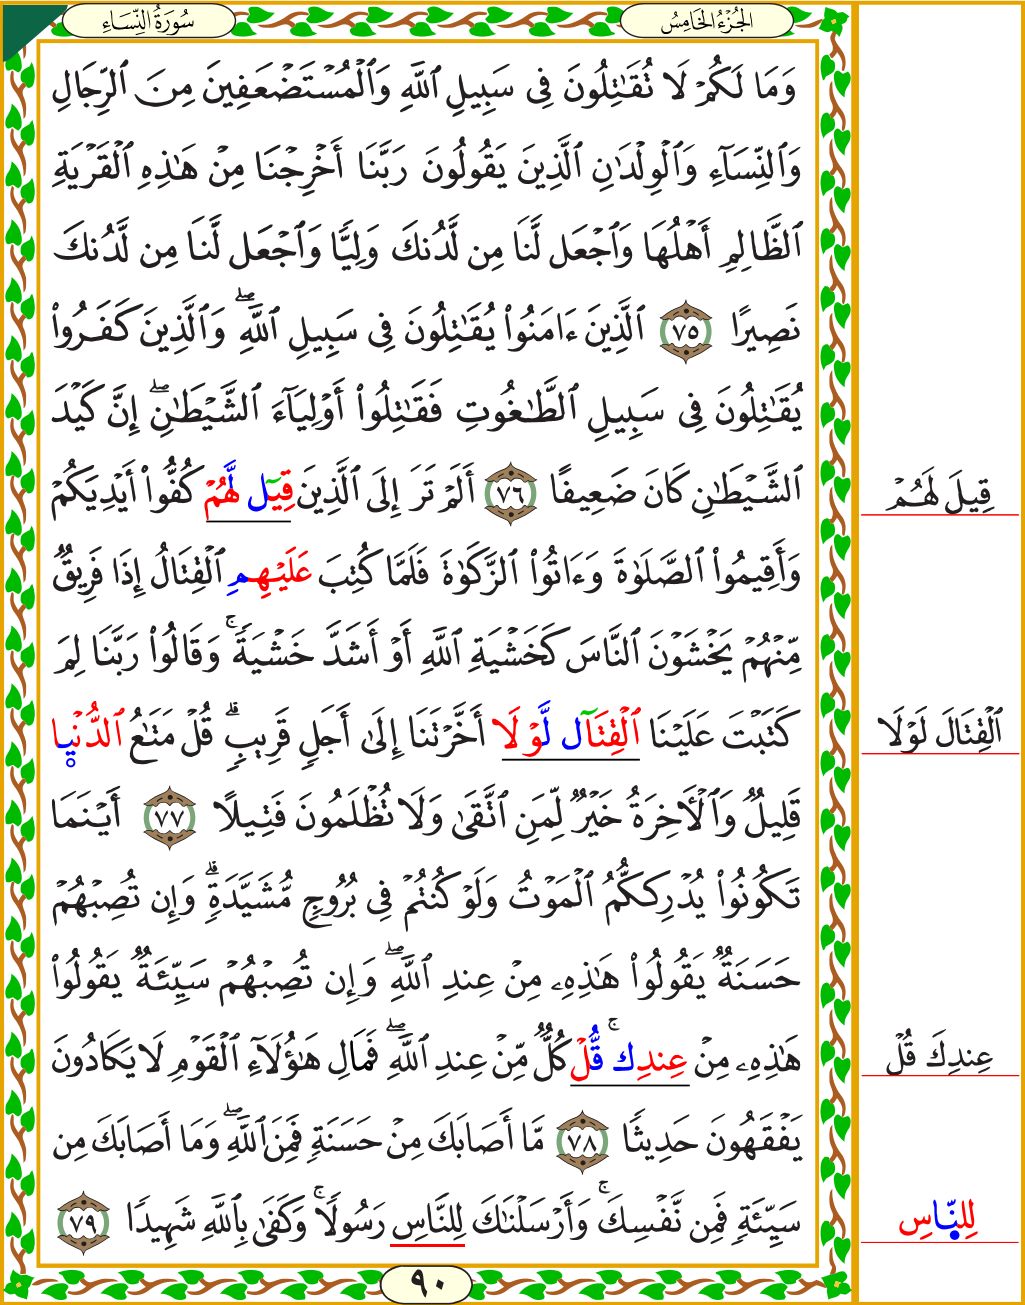 الجُزْءُ الخَامِسُ
سُورَةُ النِّسَاءِ
وَمَا لَكُمْ لَا تُقَٰتِلُونَ فِى سَبِيلِ ٱللَّهِ وَٱلْمُسْتَضْعَفِينَ مِنَ ٱلرِّجَالِ
وَٱلنِّسَآءِ وَٱلْوِلْدَٰنِ ٱلَّذِينَ يَقُولُونَ رَبَّنَا أَخْرِجْنَا مِنْ هَٰذِهِ ٱلْقَرْيَةِ
ٱلظَّالِمِ أَهْلُهَا وَٱجْعَل لَّنَا مِن لَّدُنكَ وَلِيًّا وَٱجْعَل لَّنَا مِن لَّدُنكَ
نَصِيرًا ٧٥ ٱلَّذِينَ ءَامَنُوا۟ يُقَٰتِلُونَ فِى سَبِيلِ ٱللَّهِ ۖ وَٱلَّذِينَ كَفَرُوا۟
يُقَٰتِلُونَ فِى سَبِيلِ ٱلطَّٰغُوتِ فَقَٰتِلُوا۟ أَوْلِيَآءَ ٱلشَّيْطَٰنِ ۖ إِنَّ كَيْدَ
ٱلشَّيْطَٰنِ كَانَ ضَعِيفًا ٧٦ أَلَمْ تَرَ إِلَى ٱلَّذِينَ قِيٓل لَّهُمْ كُفُّوٓا۟ أَيْدِيَكُمْ
وَأَقِيمُوا۟ ٱلصَّلَوٰةَ وَءَاتُوا۟ ٱلزَّكَوٰةَ فَلَمَّا كُتِبَ عَلَيْهِمِ ٱلْقِتَالُ إِذَا فَرِيقٌ
مِّنْهُمْ يَخْشَوْنَ ٱلنَّاسَ كَخَشْيَةِ ٱللَّهِ أَوْ أَشَدَّ خَشْيَةً ۚ وَقَالُوا۟ رَبَّنَا لِمَ
كَتَبْتَ عَلَيْنَا ٱلْقِتَآل لَّوْلَا أَخَّرْتَنَا إِلَىٰ أَجَلٍ قَرِيبٍ ۗ قُلْ مَتَٰعُ ٱلدُّنْيِا
قَلِيلٌ وَٱلْأَخِرَةُ خَيْرٌ لِّمَنِ ٱتَّقَىٰ وَلَا تُظْلَمُونَ فَتِيلًا ٧٧ أَيْنَمَا
تَكُونُوا۟ يُدْرِككُّمُ ٱلْمَوْتُ وَلَوْ كُنتُمْ فِى بُرُوجٍ مُّشَيَّدَةٍ ۗ وَإِن تُصِبْهُمْ
حَسَنَةٌ يَقُولُوا۟ هَٰذِهِۦ مِنْ عِندِ ٱللَّهِ ۖ وَإِن تُصِبْهُمْ سَيِّئَةٌ يَقُولُوا۟
هَٰذِهِۦ مِنْ عِندِك ۚ قُّلْ كُلٌّ مِّنْ عِندِ ٱللَّهِ ۖ فَمَالِ هَٰؤُلَآءِ ٱلْقَوْمِ لَا يَكَادُونَ
يَفْقَهُونَ حَدِيثًا ٧٨ مَّا أَصَابَكَ مِنْ حَسَنَةٍ فَمِنَ ٱللَّهِ ۖ وَمَا أَصَابَكَ مِن
سَيِّئَةٍ فَمِن نَّفْسِكَ ۚ وَأَرْسَلْنَٰكَ لِلنَّاسِ رَسُولًا ۚ وَكَفَىٰ بِٱللَّهِ شَهِيدًا ٧٩
قِيلَ لَهُمْ
ٱلْقِتَالَ لَوْلَا
عِندِكَ قُلْ
لِلنِّاسِ
٩٠